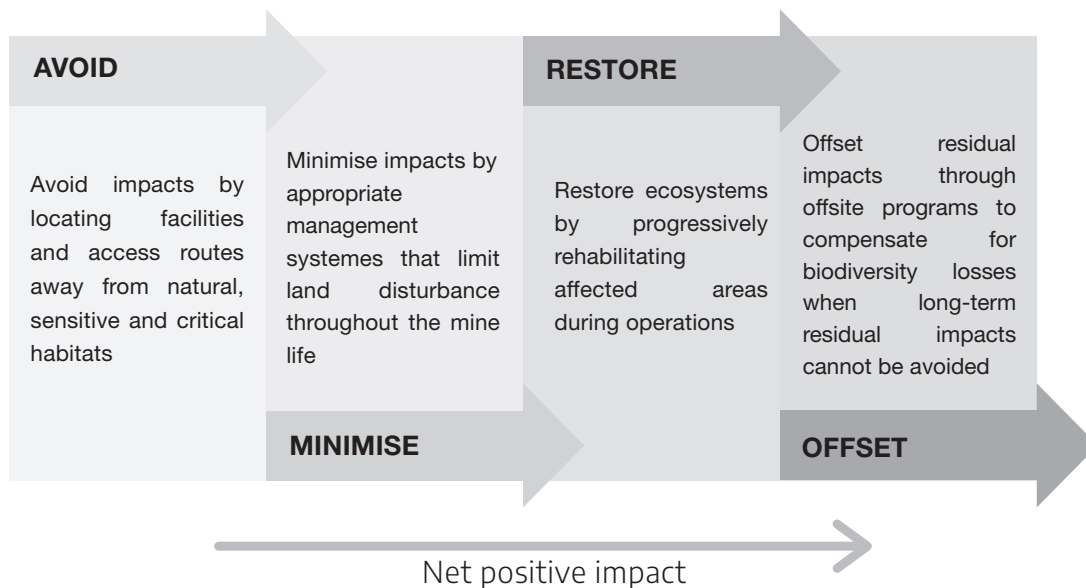 AVOID
Avoid impacts by
locating facilities
and access routes
away from natural,
sensitive and critical
habitats
Minimise impacts by
appropriate
management
systemes that limit
land disturbance
throughout the mine
life
MINIMISE
RESTORE
Restore ecosystems
by progressively
rehabilitating
affected areas
during operations
Offset residual
impacts through
offsite programs to
compensate for
biodiversity losses
when long-term
residual impacts
cannot be avoided
OFFSET
Net positive impact